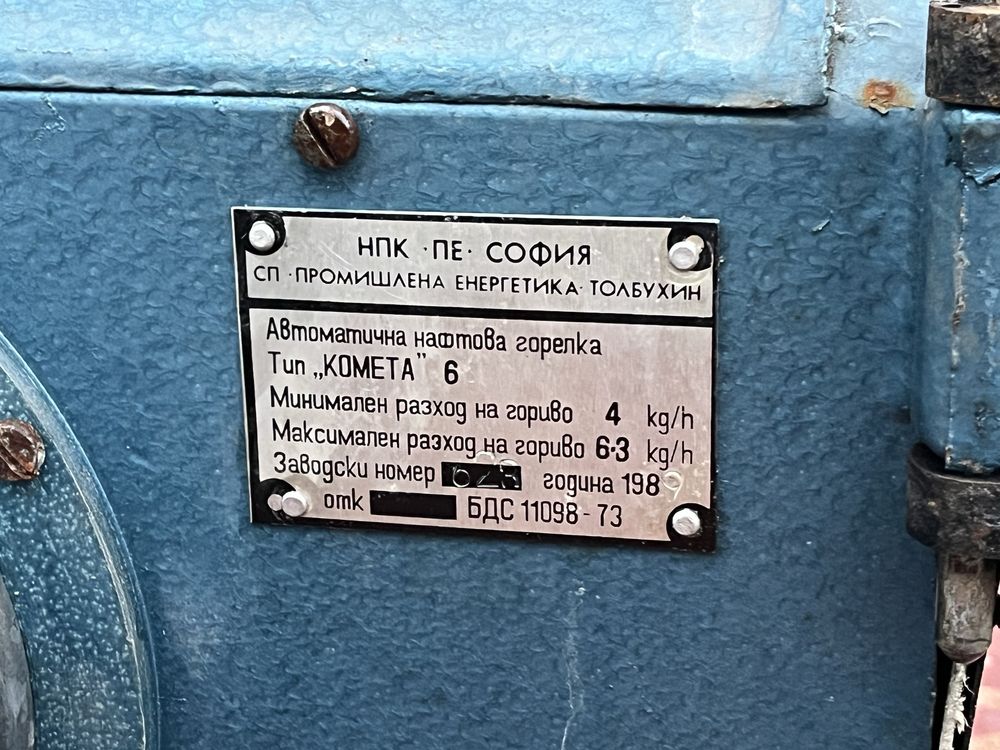 НПК · ПЕ · СОФИЯ
СП · ПРОМИШЛЕНА ЕНЕРГЕТИКА · ТОЛБУХИН
Автоматична нафтова горелка
Тип „КОМЕТА” 6
Минимален разход на гориво 4 kg/h
Максимален разход на гориво 6·3 kg/h
Заводски номер година 1989
отк БДС 11098-73